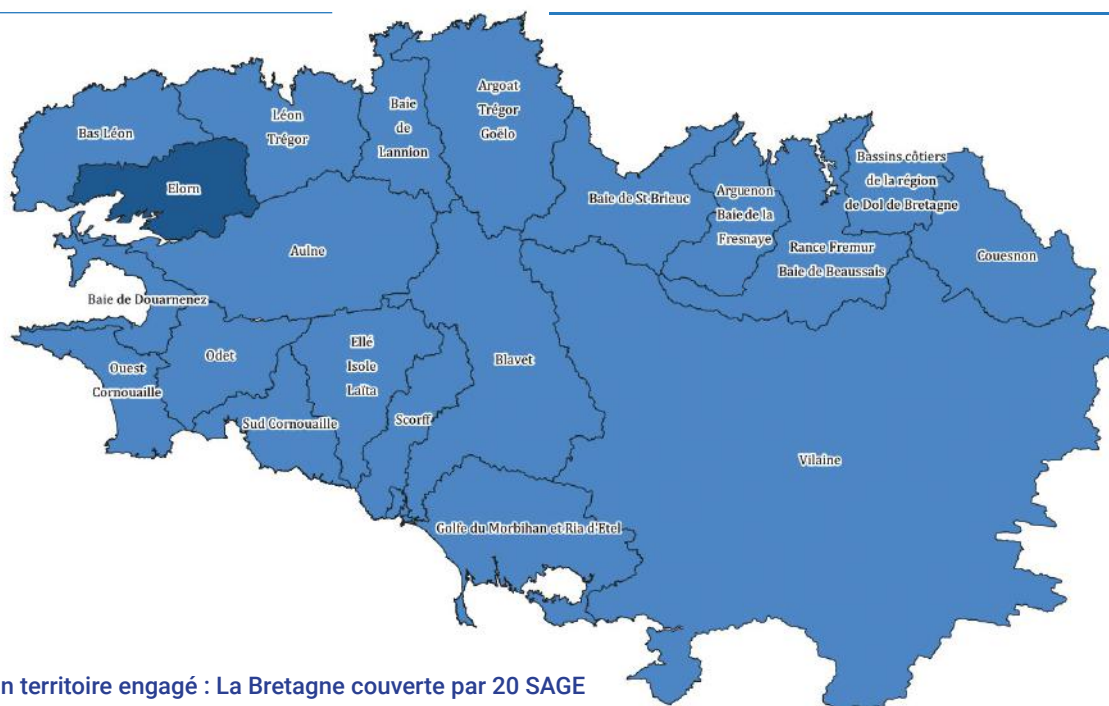 Bas Léon
Léon
Trégor
Baie
de
Lannion
Argoat
Trégor
Goëlo
Elorn
Baie de St-Brieuc
Arguenon
Baie de la
Fresnaye
Bassins côtiers
de la région
de Dol de Bretagne
Rance Fremur
Baie de Beaussais
Couesnon
Aulne
Baie de Douarnenez
Ouest
Cornouaille
Odet
Ellé
Isole
Laïta
Sud Cornouaille
Scorff
Blavet
Vilaine
Golfe du Morbihan et Ria d'Etel
n territoire engagé : La Bretagne couverte par 20 SAGE